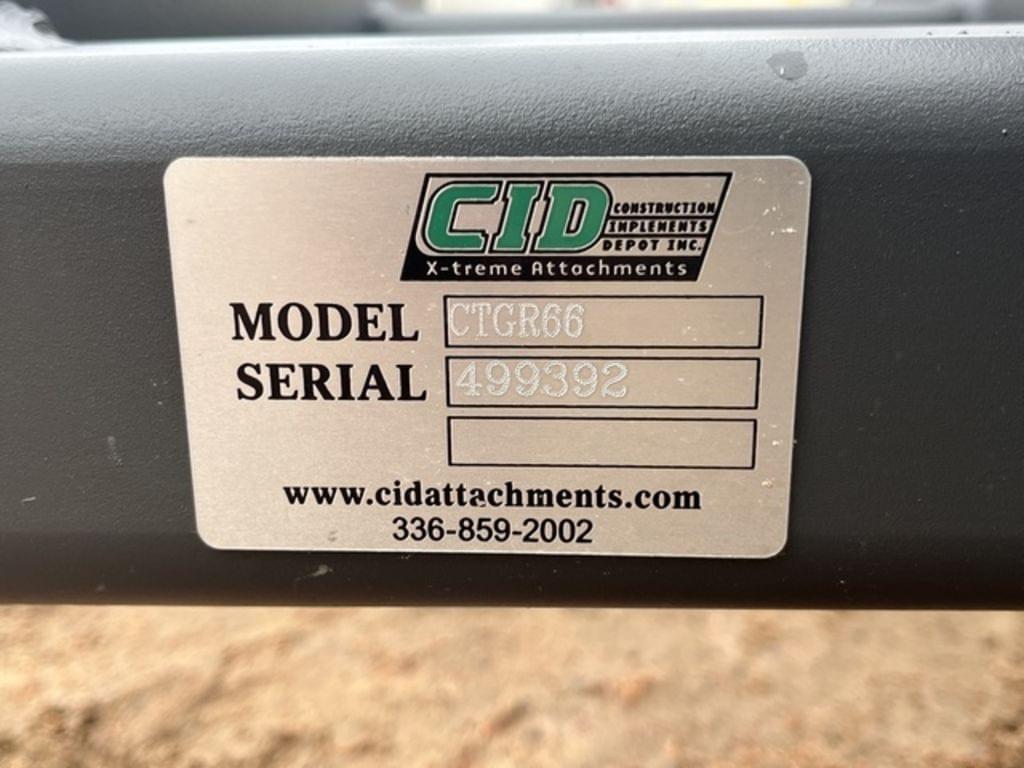 CID
CONSTRUCTION
IMPLEMENTS
DEPOT INC.
X-treme Attachments
MODEL CTGR66
SERIAL 499392
www.cidattachments.com
336-859-2002